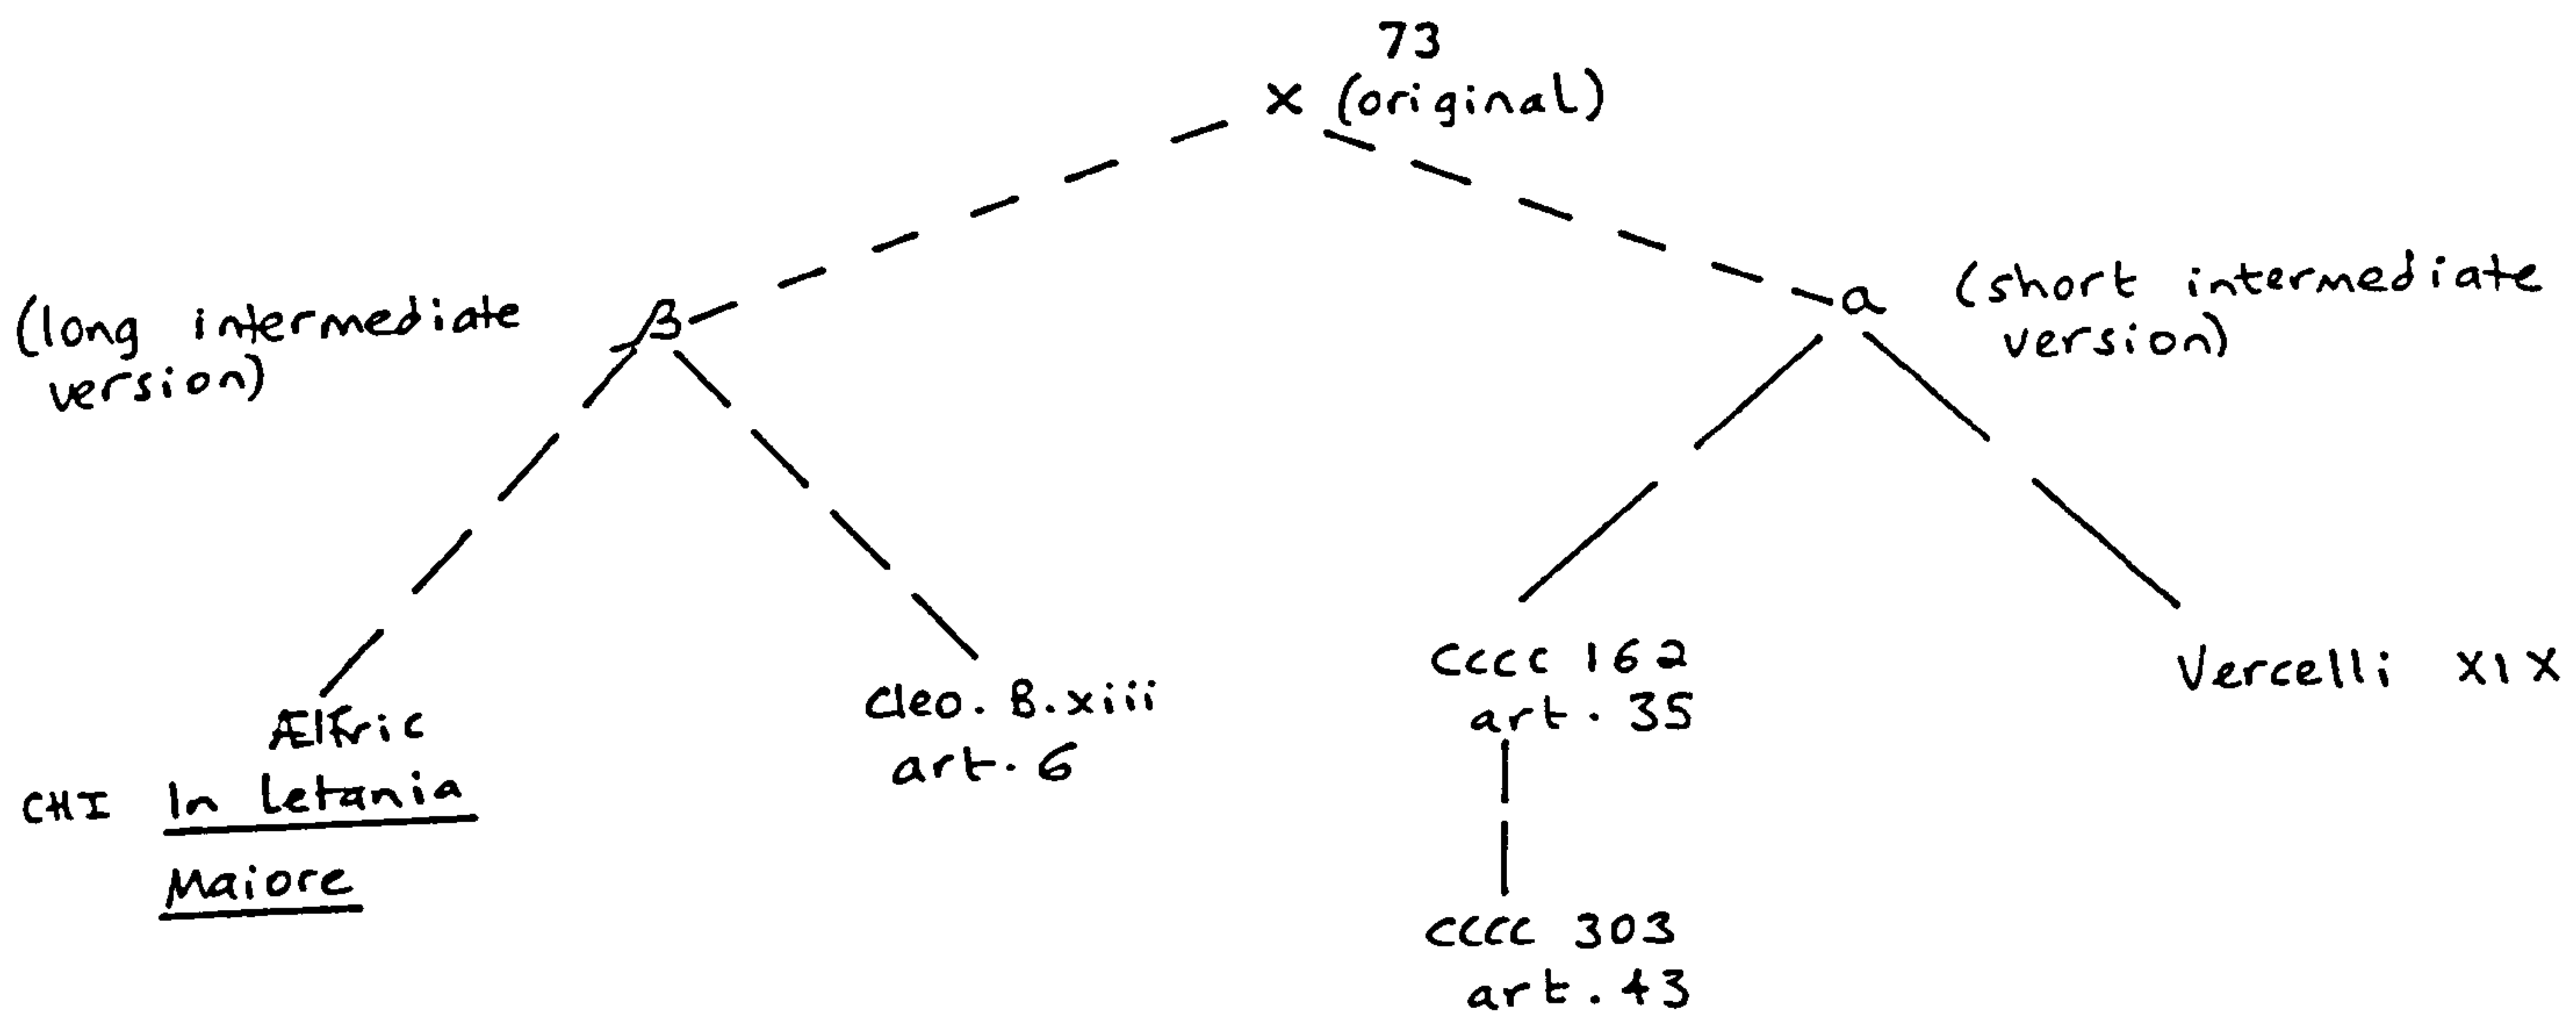 73
x (original)
(long intermediate
version)
β
a
(short intermediate
version)
Ælfric
CHI In Letania
Maiore
Cleo. B.xiii
art. 6
CCCC 162
art. 35
Vercelli XIX
CCCC 303
art. 43